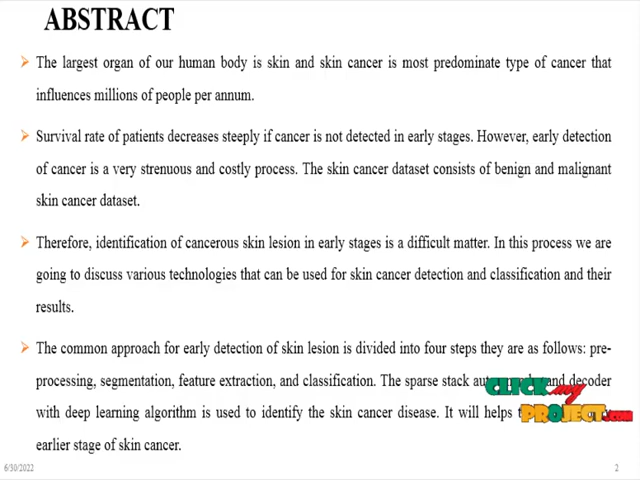 ABSTRACT
The largest organ of our human body is skin and skin cancer is most predominate type of cancer that
influences millions of people per annum.
Survival rate of patients decreases steeply if cancer is not detected in early stages. However, early detection
of cancer is a very strenuous and costly process. The skin cancer dataset consists of benign and malignant
skin cancer dataset.
Therefore, identification of cancerous skin lesion in early stages is a difficult matter. In this process we are
going to discuss various technologies that can be used for skin cancer detection and classification and their
results.
The common approach for early detection of skin lesion is divided into four steps they are as follows: pre-
processing, segmentation, feature extraction, and classification. The sparse stack and decoder
with deep learning algorithm is used to identify the skin cancer disease. It will helps
earlier stage of skin cancer.
CLICK my
PROJECT.COM
6/30/2022
2